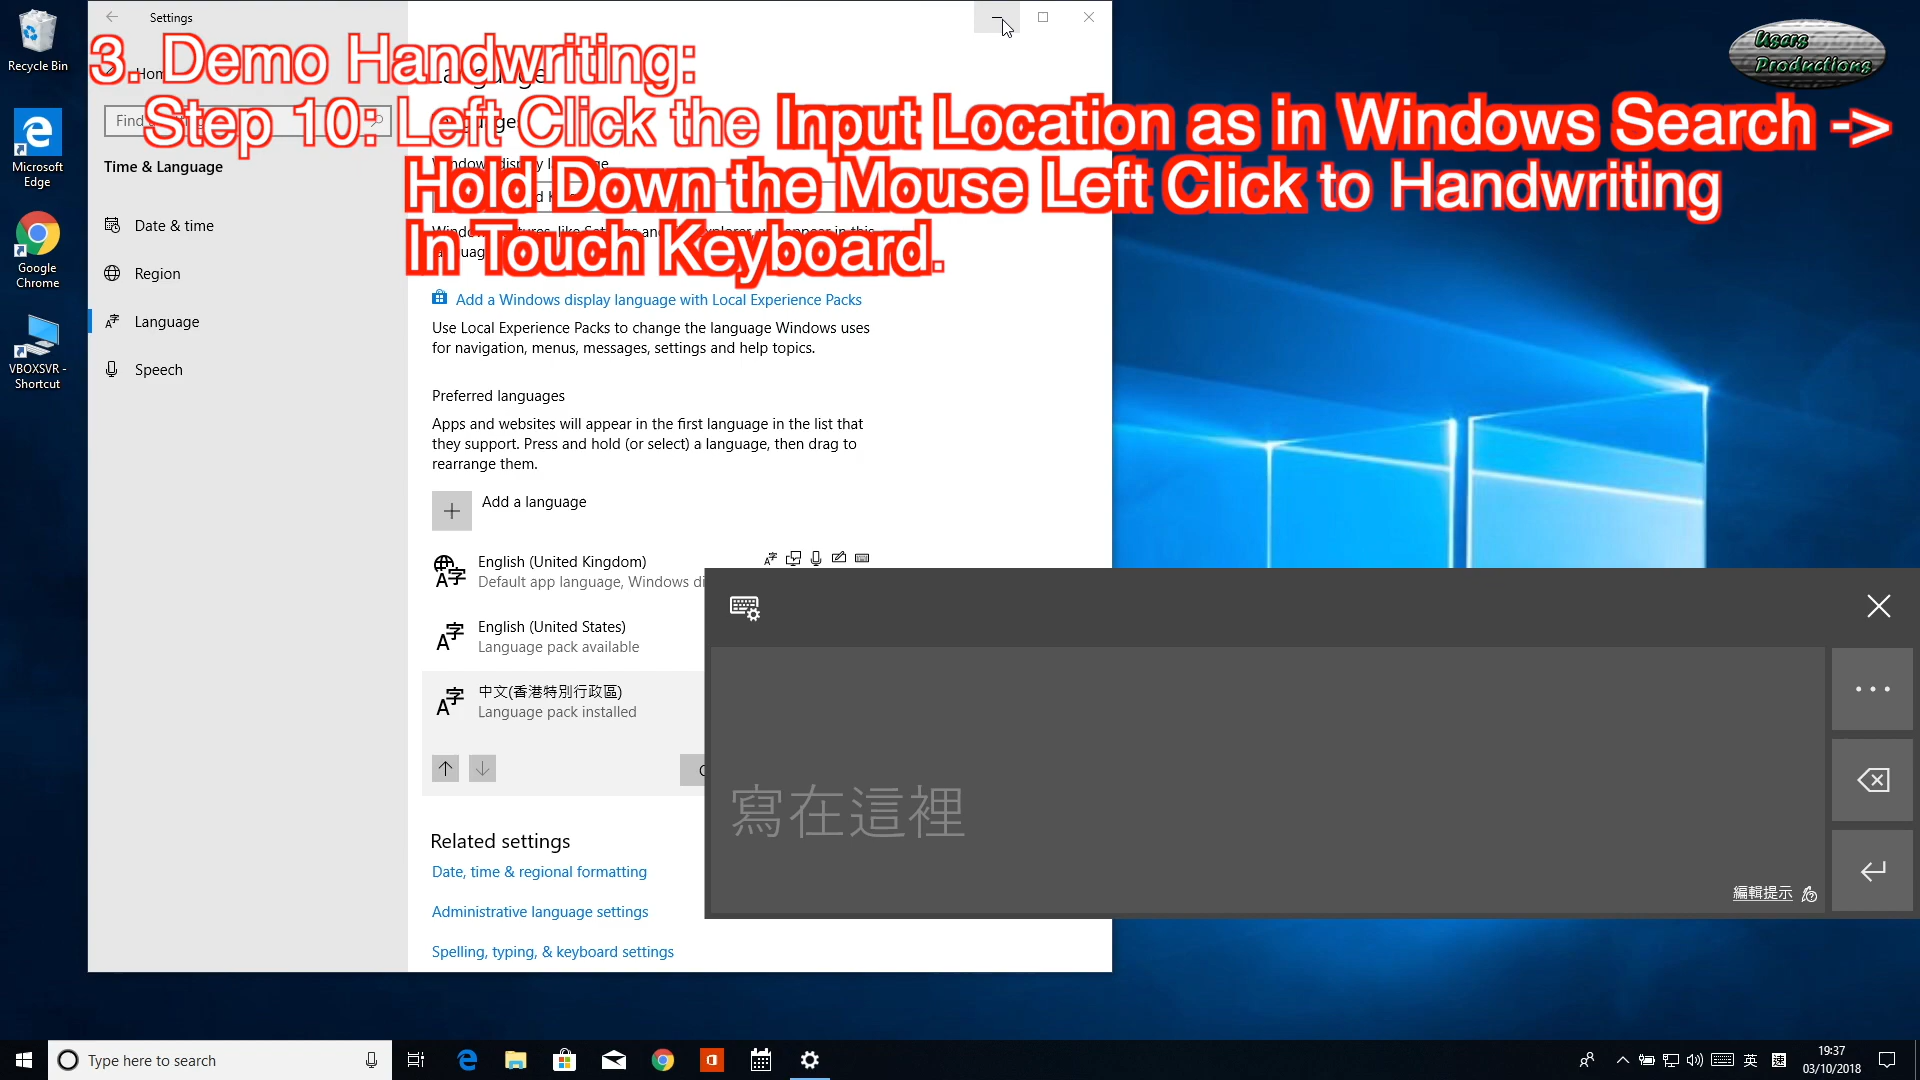 Settings
Recycle Bin
Users
Productions
3. Demo Handwriting:
Step 10: Left Click the Input Location as in Windows Search ->
Hold Down the Mouse Left Click to Handwriting
In Touch Keyboard.
Time & Language
Microsoft
Edge
Date & time
Google
Chrome
Region
Language
VBOXSVR -
Shortcut
Speech
Add a Windows display language with Local Experience Packs
Use Local Experience Packs to change the language Windows uses
for navigation, menus, messages, settings and help topics.
Preferred languages
Apps and websites will appear in the first language in the list that
they support. Press and hold (or select) a language, then drag to
rearrange them.
Add a language
English (United Kingdom)
Default app language, Windows di
English (United States)
Language pack available
中文(香港特別行政區)
Language pack installed
寫在這裡
編輯提示
Related settings
Date, time & regional formatting
Administrative language settings
Spelling, typing, & keyboard settings
Type here to search
英
速
19:37
03/10/2018